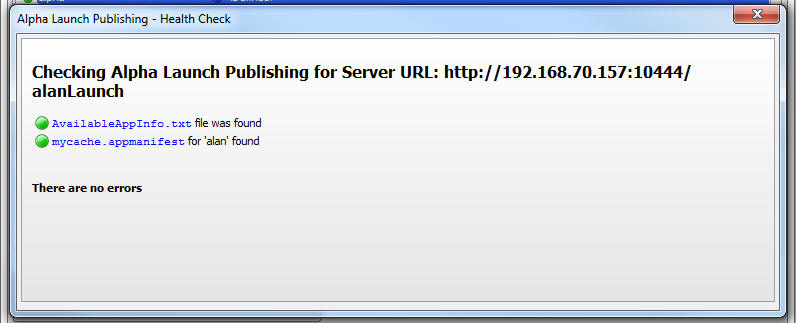 Alpha Launch Publishing - Health Check
Checking Alpha Launch Publishing for Server URL: http://192.168.70.157:10444/
alanLaunch
AvailableAppInfo.txt file was found
mycache.appmanifest for 'alan' found
There are no errors